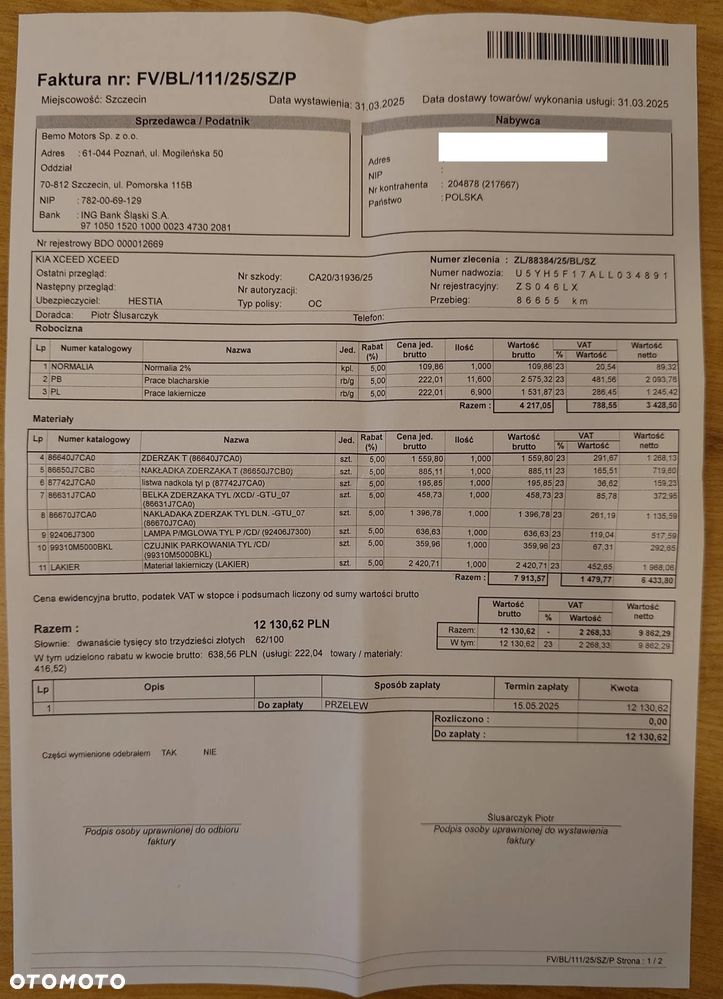 Faktura nr: FV/BL/111/25/SZ/P
Miejscowość: Szczecin Data wystawienia: 31.03.2025 Data dostawy towarów/ wykonania usługi: 31.03.2025
Sprzedawca / Podatnik
Bemo Motors Sp. z o.o.
Adres : 61-044 Poznań, ul. Mogileńska 50
Oddział
70-812 Szczecin, ul. Pomorska 115B
NIP : 782-00-69-129
Bank : ING Bank Śląski S.A.
97 1050 1520 1000 0023 4730 2081
Nabywca
Adres
NIP :
Nr kontrahenta : 204878 (217667)
Państwo : POLSKA
Nr rejestrowy BDO 000012669
KIA XCEED XCEED
Ostatni przegląd:
Następny przegląd:
Ubezpieczyciel: HESTIA
Doradca: Piotr Ślusarczyk
Nr szkody: CA20/31936/25
Nr autoryzacji:
Typ polisy: OC
Telefon:
Numer zlecenia : ZL/88384/25/BL/SZ
Numer nadwozia: U5YH5F17ALL034891
Nr rejestracyjny: ZS046LX
Przebieg: 86655 km
Robocizna
Lp Numer katalogowy Nazwa Jed. Rabat (%) Cena jed. brutto Ilość Wartość brutto VAT % Wartość Wartość netto
1 NORMALIA Normalia 2% kpl. 5,00 109,86 1,000 109,86 23 20,54 89,32
2 PB Prace blacharskie rb/g 5,00 222,01 11,600 2 575,32 23 481,56 2 093,76
3 PL Prace lakiernicze rb/g 5,00 222,01 6,900 1 531,87 23 286,45 1 245,42
Razem : 4 217,05 788,55 3 428,50
Materiały
Lp Numer katalogowy Nazwa Jed. Rabat (%) Cena jed. brutto Ilość Wartość brutto VAT % Wartość Wartość netto
4 86640J7CA0 ZDERZAK T (86640J7CA0) szt. 5,00 1 559,80 1,000 1 559,80 23 291,67 1 268,13
5 86650J7CB0 NAKŁADKA ZDERZAKA T (86650J7CB0) szt. 5,00 885,11 1,000 885,11 23 165,51 719,60
6 87742J7CA0 listwa nadkola tyl p (87742J7CA0) szt. 5,00 195,85 1,000 195,85 23 36,62 159,23
7 86631J7CA0 BELKA ZDERZAKA TYL /XCD/ -GTU_07 (86631J7CA0) szt. 5,00 458,73 1,000 458,73 23 85,78 372,95
8 86670J7CA0 NAKLADAKA ZDERZAK TYL DLN. -GTU_07 (86670J7CA0) szt. 5,00 1 396,78 1,000 1 396,78 23 261,19 1 135,59
9 92406J7300 LAMPA P/MGLOWA TYL P /CD/ (92406J7300) szt. 5,00 636,63 1,000 636,63 23 119,04 517,59
10 99310M5000BKL CZUJNIK PARKOWANIA TYL /CD/ (99310M5000BKL) szt. 5,00 359,96 1,000 359,96 23 67,31 292,65
11 LAKIER Materiał lakierniczy (LAKIER) szt. 5,00 2 420,71 1,000 2 420,71 23 452,65 1 968,06
Razem : 7 913,57 1 479,77 6 433,80
Cena ewidencyjna brutto, podatek VAT w stopce i podsumach liczony od sumy wartości brutto
Razem : 12 130,62 PLN
Słownie: dwanaście tysięcy sto trzydzieści złotych 62/100
W tym udzielono rabatu w kwocie brutto: 638,56 PLN (usługi: 222,04 towary / materiały:
416,52)
Wartość brutto VAT % Wartość Wartość netto
Razem: 12 130,62 - 2 268,33 9 862,29
W tym: 12 130,62 23 2 268,33 9 862,29
Lp Opis Sposób zapłaty Termin zapłaty Kwota
1 Do zapłaty PRZELEW 15.05.2025 12 130,62
Rozliczono : 0,00
Do zapłaty : 12 130,62
Części wymienione odebrałem TAK NIE
Podpis osoby uprawnionej do odbioru
faktury
Ślusarczyk Piotr
Podpis osoby uprawnionej do wystawienia
faktury
FV/BL/111/25/SZ/P Strona : 1 / 2
OTOMOTO